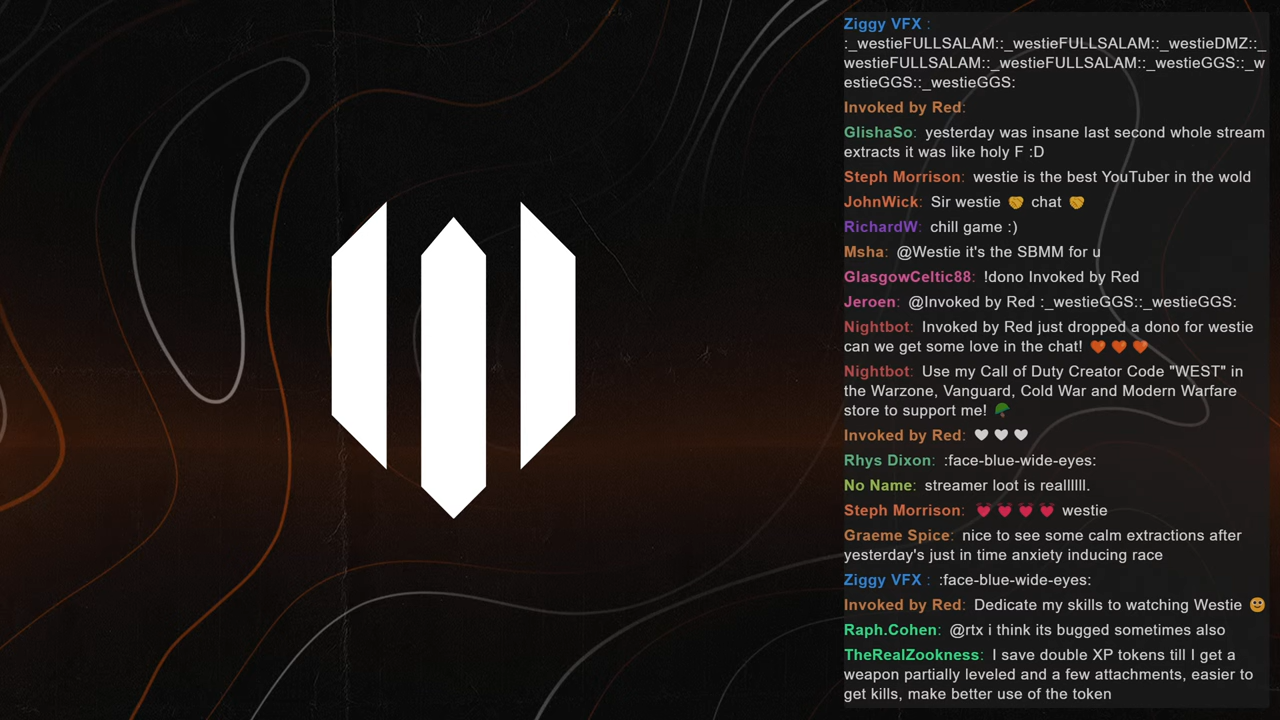 Ziggy VFX :
:_westieFULLSALAM::_westieFULLSALAM::_westieDMZ::_
westieFULLSALAM::_westieFULLSALAM::_westieGGS::_w
estieGGS::_westieGGS:
Invoked by Red:
GlishaSo: yesterday was insane last second whole stream
extracts it was like holy F :D
Steph Morrison: westie is the best YouTuber in the wold
JohnWick: Sir westie 🤝 chat 🤝
RichardW: chill game :)
Msha: @Westie it's the SBMM for u
GlasgowCeltic88: !dono Invoked by Red
Jeroen: @Invoked by Red :_westieGGS::_westieGGS:
Nightbot: Invoked by Red just dropped a dono for westie
can we get some love in the chat! 🧡 🧡 🧡
Nightbot: Use my Call of Duty Creator Code "WEST" in
the Warzone, Vanguard, Cold War and Modern Warfare
store to support me! 🪂
Invoked by Red: 🤍 🤍 🤍
Rhys Dixon: :face-blue-wide-eyes:
No Name: streamer loot is reallllll.
Steph Morrison: 💓 💓 💓 💓 westie
Graeme Spice: nice to see some calm extractions after
yesterday's just in time anxiety inducing race
Ziggy VFX : :face-blue-wide-eyes:
Invoked by Red: Dedicate my skills to watching Westie 🙂
Raph.Cohen: @rtx i think its bugged sometimes also
TheRealZookness: I save double XP tokens till I get a
weapon partially leveled and a few attachments, easier to
get kills, make better use of the token